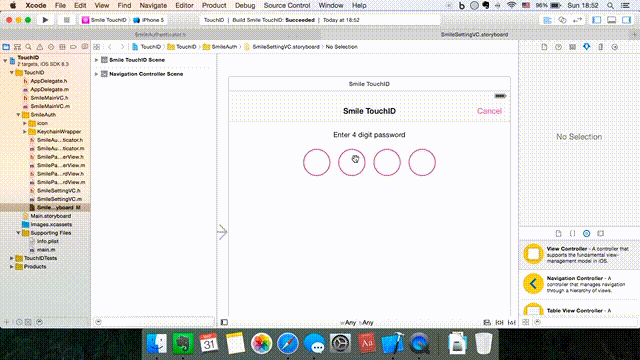 Xcode File Edit View Find Navigate Editor Product Debug Source Control Window Help
96% Sun 18:52
Smile TouchID iPhone 5
TouchID | Build Smile TouchID: Succeeded | Today at 18:52
SmileAuthenticator.m
SmileSettingVC.storyboard
TouchID TouchID SmileAuth SmileSettingVC.storyboard No Selection
TouchID
2 targets, iOS SDK 8.3
TouchID
AppDelegate.h
AppDelegate.m
SmileMainVC.h
SmileMainVC.m
SmileAuth
icon
KeychainWrapper
SmileAu...ticator.h
SmileAu...ticator.m
SmilePa...erView.h
SmilePa...erView.m
SmilePa...rdView.h
SmilePa...rdView.m
SmileSettingVC.h
SmileSettingVC.m
Smile...yboard M
Main.storyboard
Images.xcassets
Supporting Files
Info.plist
main.m
TouchIDTests
Products
Smile TouchID Scene
Navigation Controller Scene
Smile TouchID
Smile TouchID
Cancel
Enter 4 digit password
wAny hAny
No Selection
View Controller - A controller that supports the fundamental view-management model in iOS.
Navigation Controller - A controller that manages navigation through a hierarchy of views.
Table View Controller - A
31